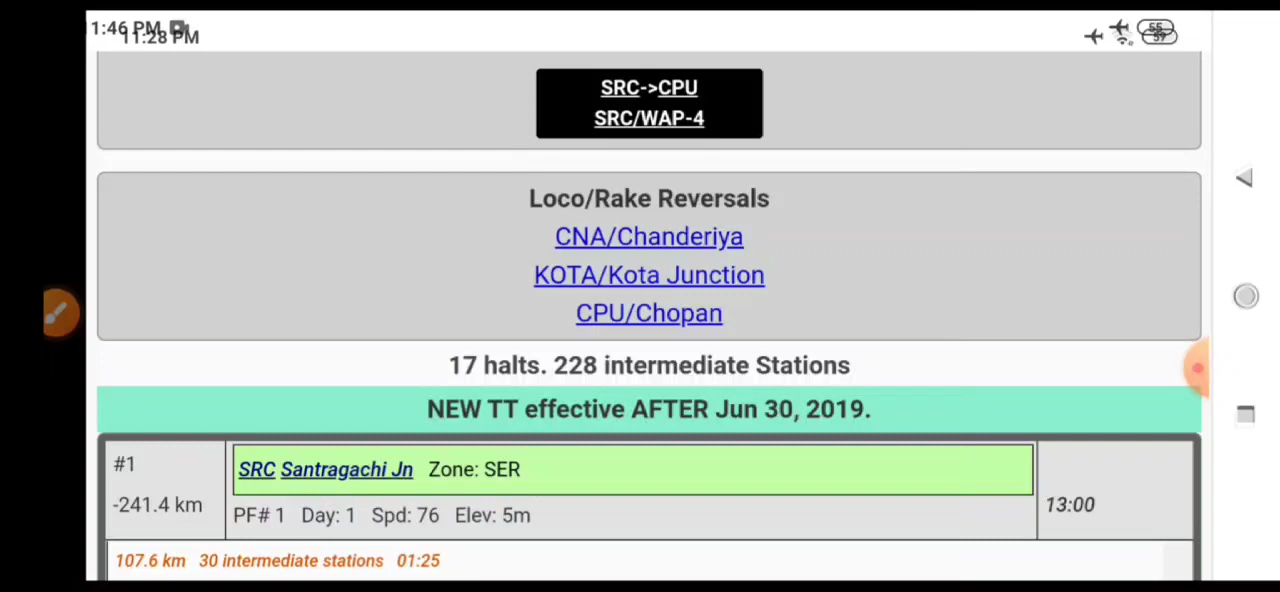 1:46 PM
11:28 PM
SRC->CPU
SRC/WAP-4
Loco/Rake Reversals
CNA/Chanderiya
KOTA/Kota Junction
CPU/Chopan
17 halts. 228 intermediate Stations
NEW TT effective AFTER Jun 30, 2019.
#1 SRC Santragachi Jn Zone: SER
-241.4 km PF# 1 Day: 1 Spd: 76 Elev: 5m 13:00
107.6 km 30 intermediate stations 01:25